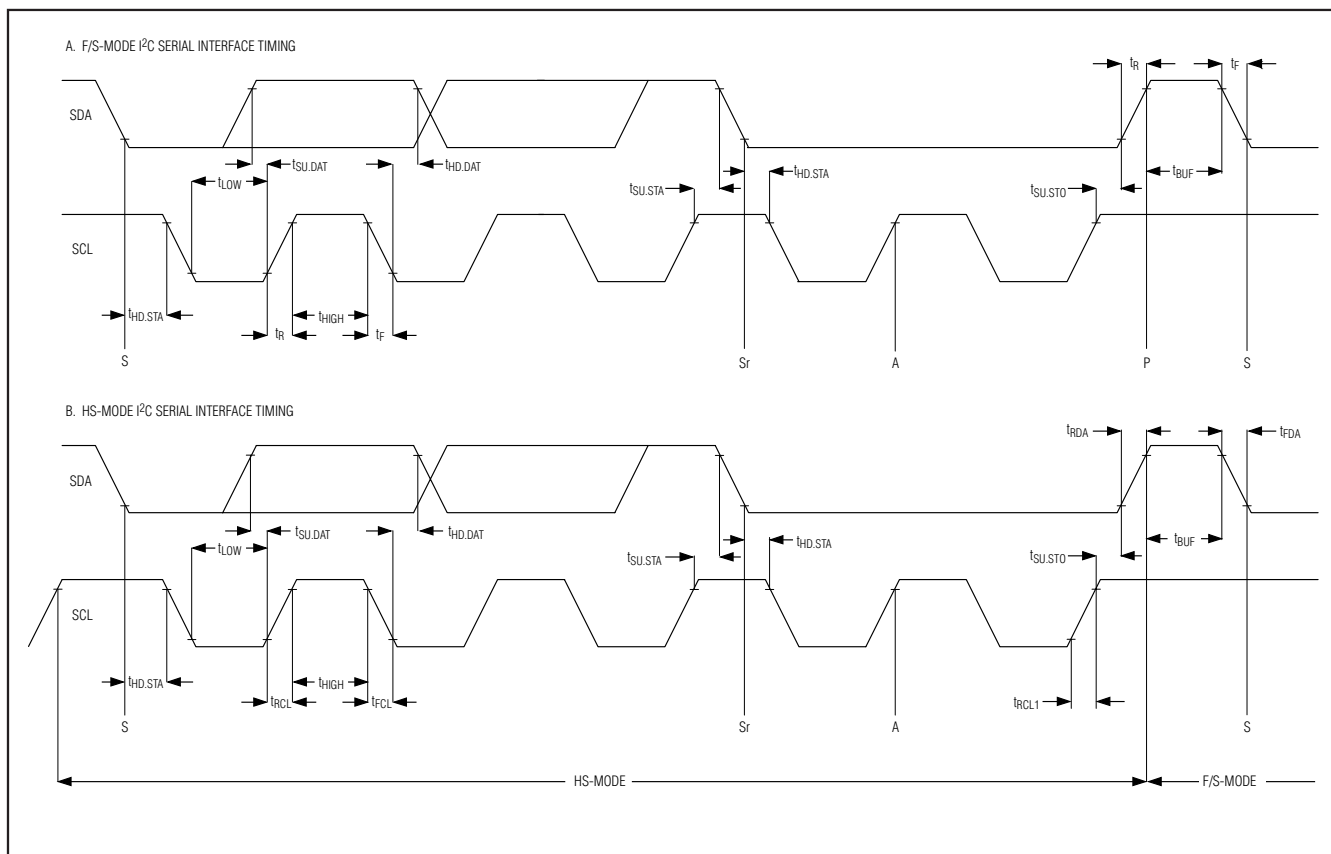 A. F/S-MODE I²C SERIAL INTERFACE TIMING
tR
tF
SDA
tSU.DAT
tHD.DAT
tLOW
tSU.STA
tHD.STA
tSU.STO
tBUF
SCL
tHD.STA
tR
tHIGH
tF
S
Sr
A
P
S
B. HS-MODE I²C SERIAL INTERFACE TIMING
tRDA
tFDA
SDA
tSU.DAT
tHD.DAT
tLOW
tSU.STA
tHD.STA
tSU.STO
tBUF
SCL
tHD.STA
tRCL
tHIGH
tFCL
tRCL1
S
Sr
A
S
HS-MODE
F/S-MODE